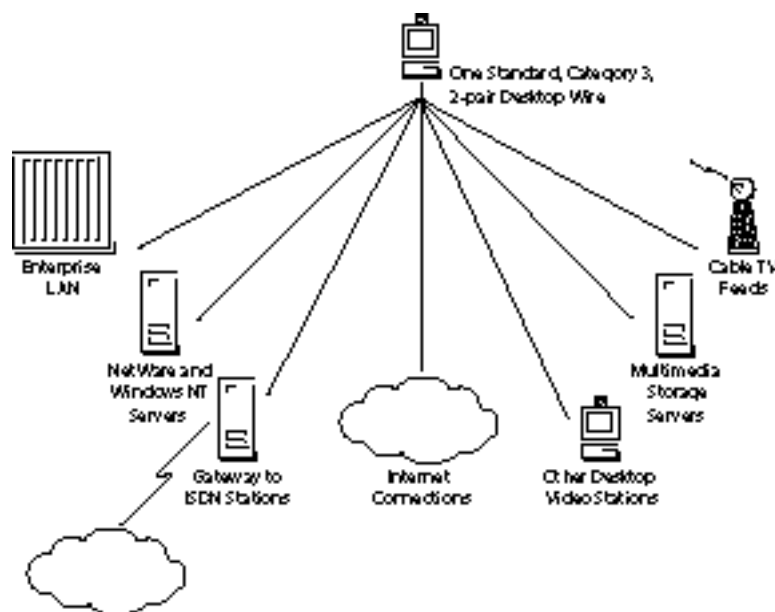 One Standard, Category 3,
2-pair Desktop Wire
Enterprise
LAN
Cable TV
Feeds
NetWare and
Windows NT
Servers
Multimedia
Storage
Servers
Gateway to
ISDN Stations
Internet
Connections
Other Desktop
Video Stations